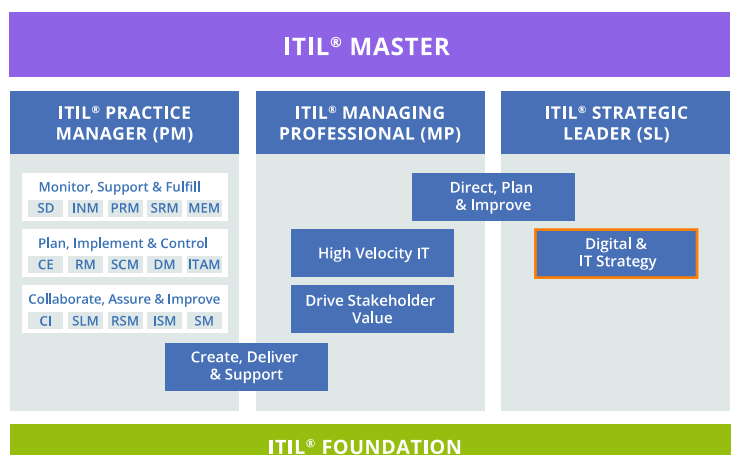 ITIL® MASTER
ITIL® PRACTICE
MANAGER (PM)
Monitor, Support & Fulfill
SD INM PRM SRM MEM
Plan, Implement & Control
CE RM SCM DM ITAM
Collaborate, Assure & Improve
CI SLM RSM ISM SM
ITIL® MANAGING
PROFESSIONAL (MP)
Direct, Plan
& Improve
High Velocity IT
Drive Stakeholder
Value
Create, Deliver
& Support
ITIL® STRATEGIC
LEADER (SL)
Digital &
IT Strategy
ITIL® FOUNDATION